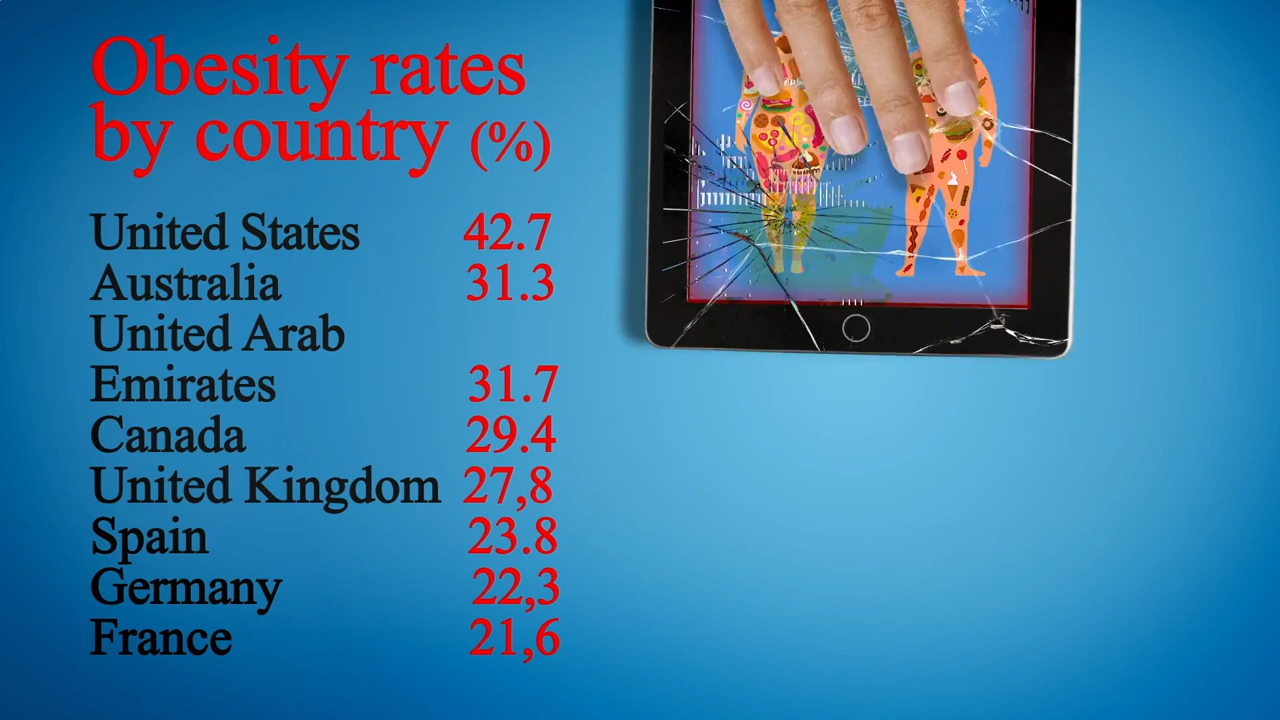 Obesity rates
by country (%)
United States 42.7
Australia 31.3
United Arab
Emirates 31.7
Canada 29.4
United Kingdom 27,8
Spain 23.8
Germany 22,3
France 21,6